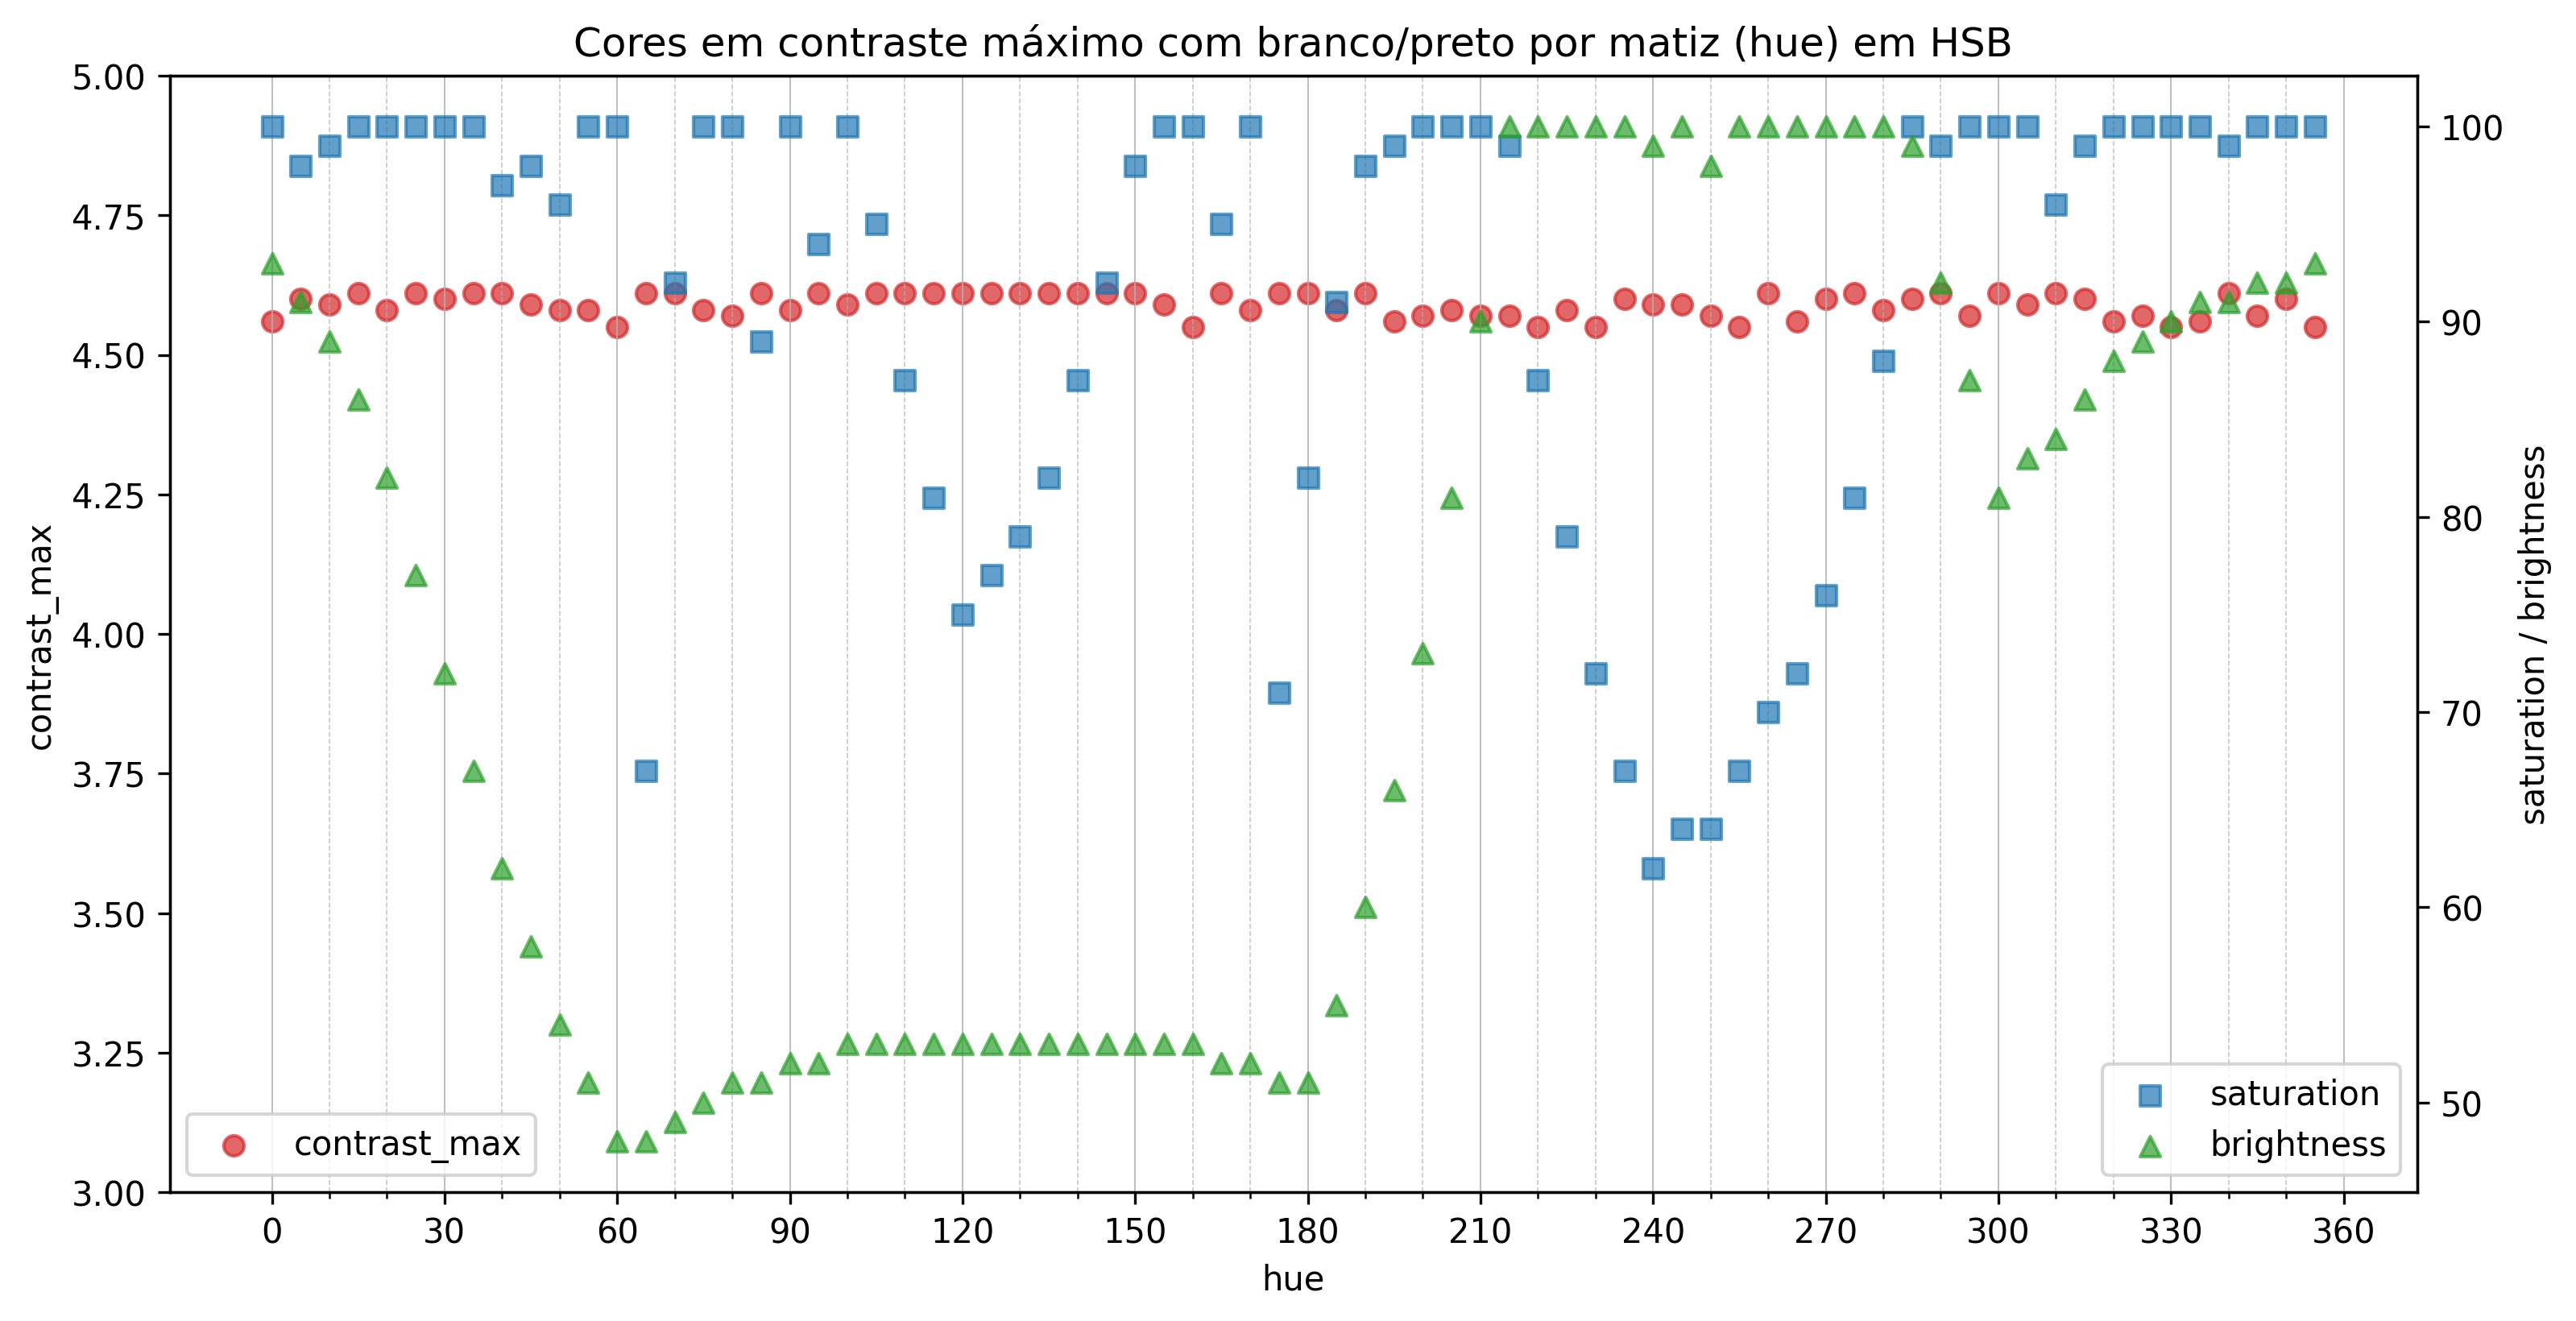 Cores em contraste máximo com branco/preto por matiz (hue) em HSB
contrast_max
5.00
4.75
4.50
4.25
4.00
3.75
3.50
3.25
3.00
0 30 60 90 120 150 180 210 240 270 300 330 360
hue
100
90
80
70
60
50
saturation / brightness
contrast_max
saturation
brightness